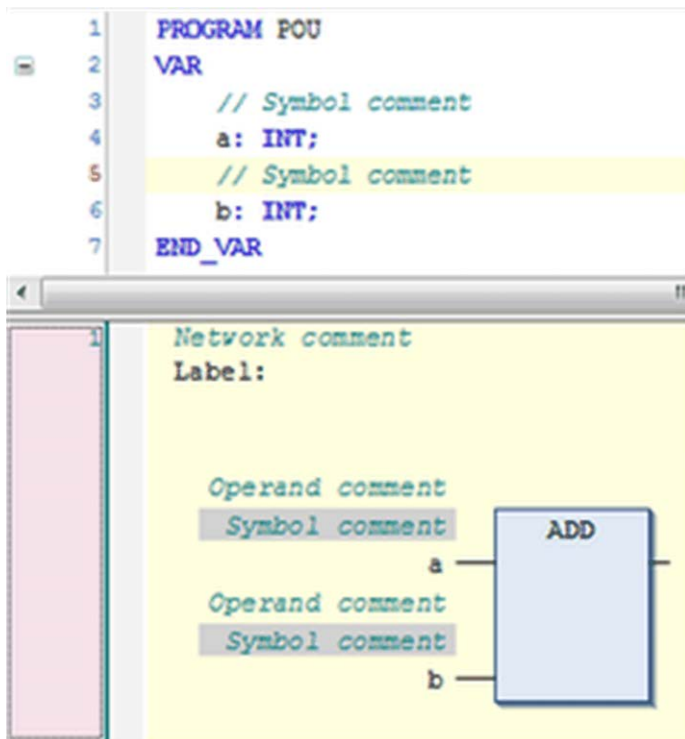 1 PROGRAM POU
2 VAR
3 // Symbol comment
4 a: INT;
5 // Symbol comment
6 b: INT;
7 END_VAR
1 Network comment
Label:
Operand comment
Symbol comment
ADD
a
Operand comment
Symbol comment
b